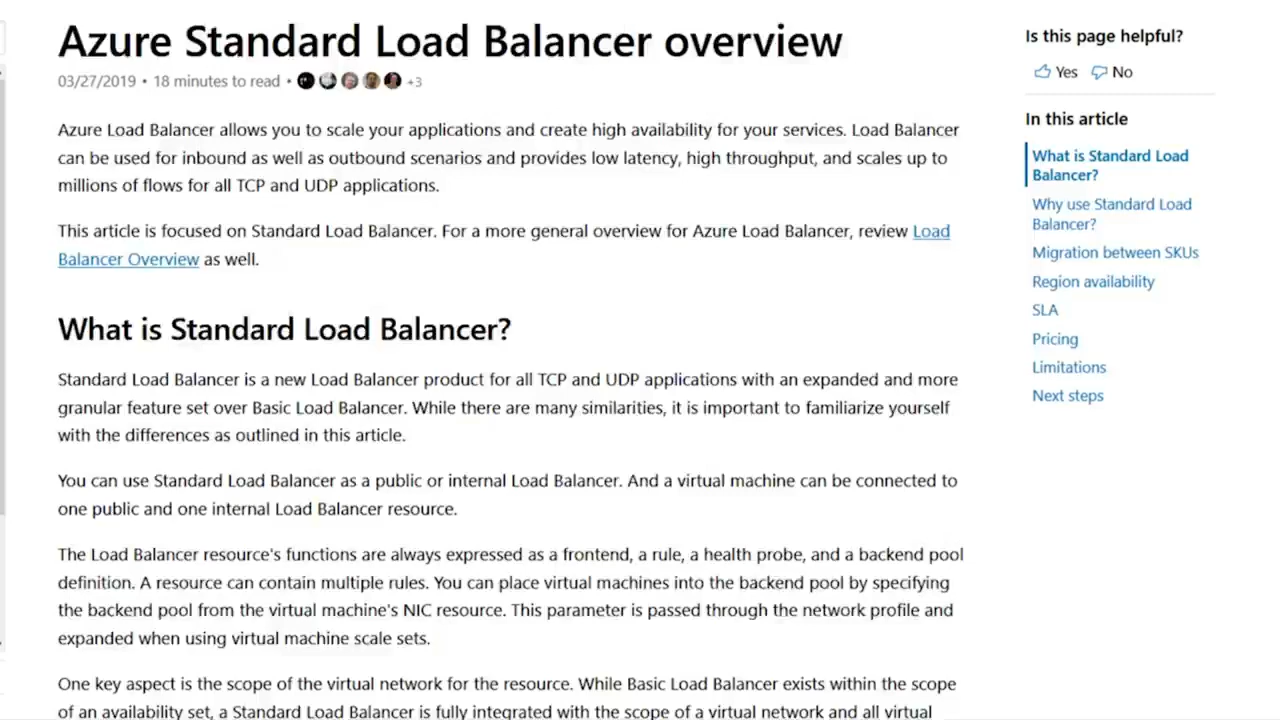 Azure Standard Load Balancer overview
03/27/2019 • 18 minutes to read • +3
Azure Load Balancer allows you to scale your applications and create high availability for your services. Load Balancer
can be used for inbound as well as outbound scenarios and provides low latency, high throughput, and scales up to
millions of flows for all TCP and UDP applications.
This article is focused on Standard Load Balancer. For a more general overview for Azure Load Balancer, review Load
Balancer Overview as well.
What is Standard Load Balancer?
Standard Load Balancer is a new Load Balancer product for all TCP and UDP applications with an expanded and more
granular feature set over Basic Load Balancer. While there are many similarities, it is important to familiarize yourself
with the differences as outlined in this article.
You can use Standard Load Balancer as a public or internal Load Balancer. And a virtual machine can be connected to
one public and one internal Load Balancer resource.
The Load Balancer resource's functions are always expressed as a frontend, a rule, a health probe, and a backend pool
definition. A resource can contain multiple rules. You can place virtual machines into the backend pool by specifying
the backend pool from the virtual machine's NIC resource. This parameter is passed through the network profile and
expanded when using virtual machine scale sets.
One key aspect is the scope of the virtual network for the resource. While Basic Load Balancer exists within the scope
of an availability set, a Standard Load Balancer is fully integrated with the scope of a virtual network and all virtual
Is this page helpful?
Yes No
In this article
What is Standard Load
Balancer?
Why use Standard Load
Balancer?
Migration between SKUs
Region availability
SLA
Pricing
Limitations
Next steps